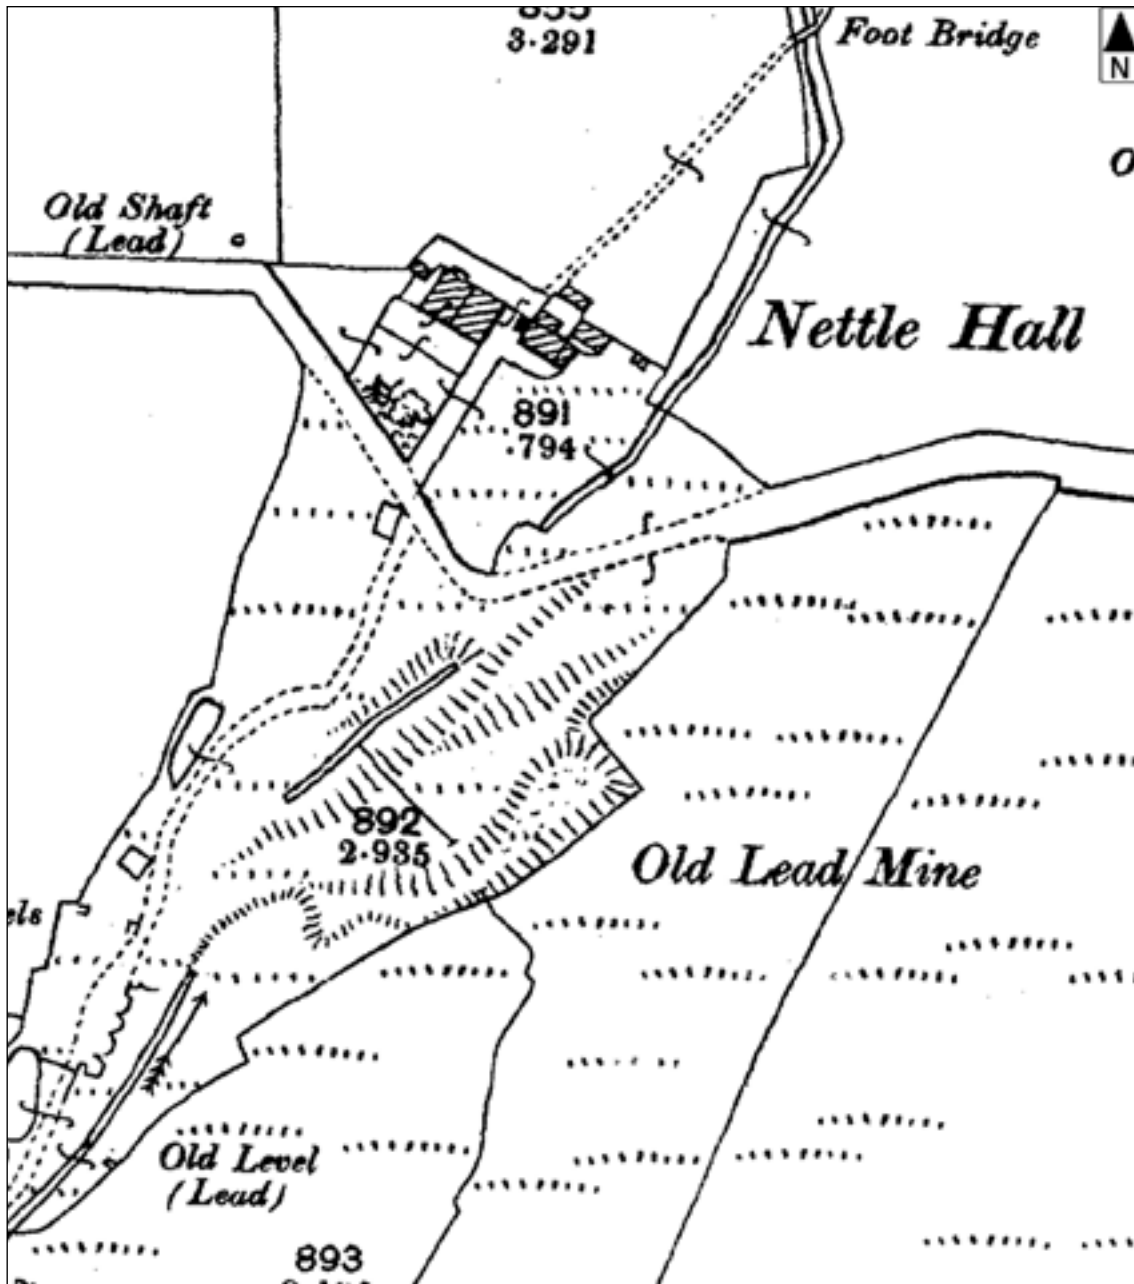 3.291
Foot Bridge
N
Old Shaft
(Lead)
Nettle Hall
891
.794
892
2.935
Old Lead Mine
Old Level
(Lead)
893